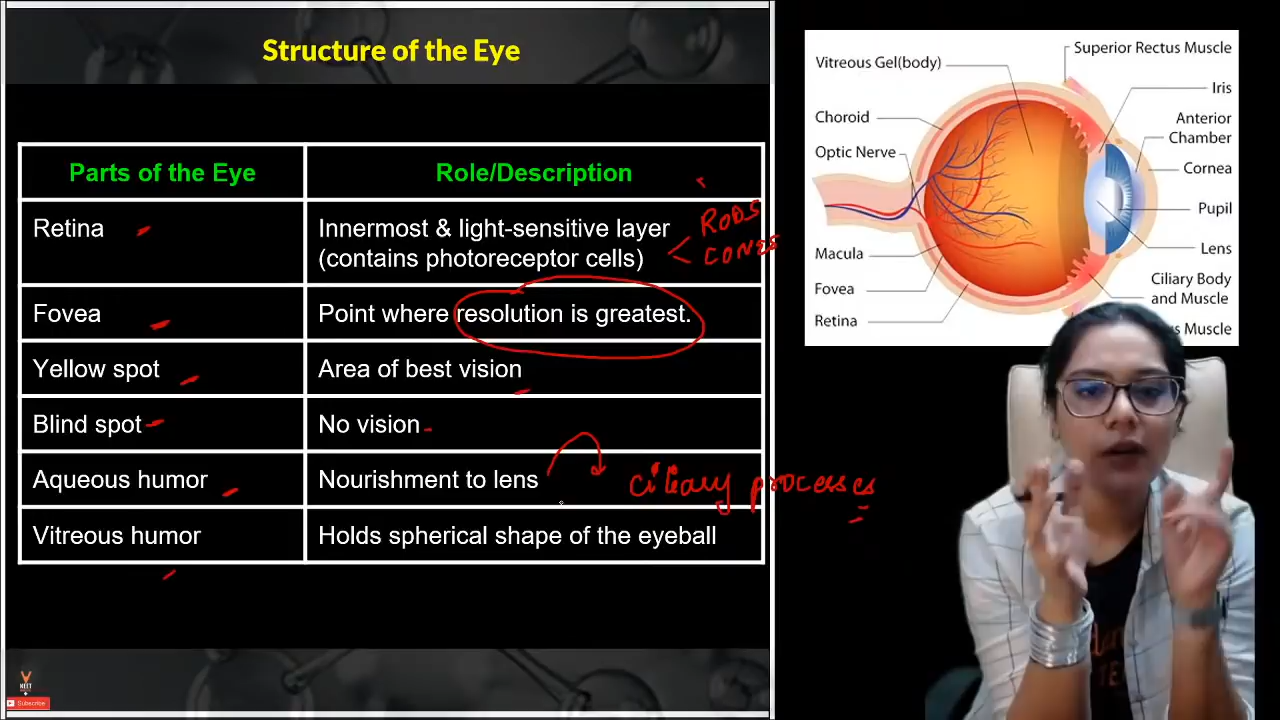 Structure of the Eye
Parts of the Eye
Role/Description
Retina
Innermost & light-sensitive layer
(contains photoreceptor cells)
RODS
CONES
Fovea
Point where resolution is greatest.
Yellow spot
Area of best vision
Blind spot
No vision
Aqueous humor
Nourishment to lens
ciliary processes
Vitreous humor
Holds spherical shape of the eyeball
NEET
Subscribe
Vitreous Gel(body)
Choroid
Optic Nerve
Macula
Fovea
Retina
Superior Rectus Muscle
Iris
Anterior
Chamber
Cornea
Pupil
Lens
Ciliary Body
and Muscle
Muscle